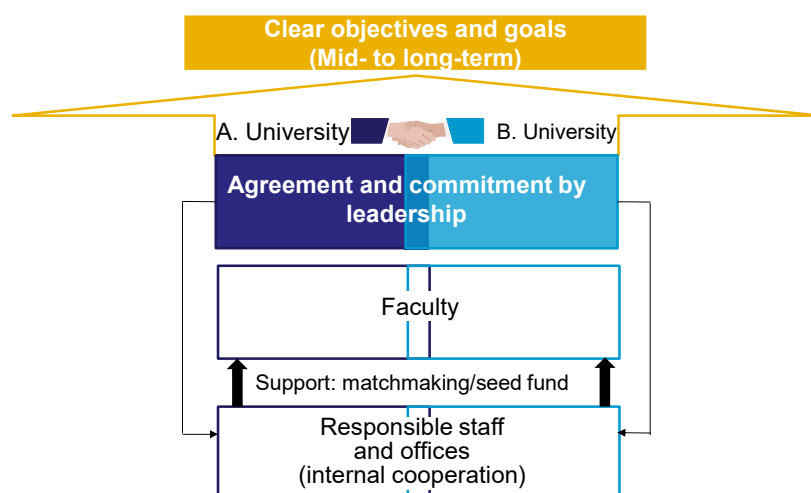 Clear objectives and goals
(Mid- to long-term)
A. University
B. University
Agreement and commitment by
leadership
Faculty
Support: matchmaking/seed fund
Responsible staff
and offices
(internal cooperation)